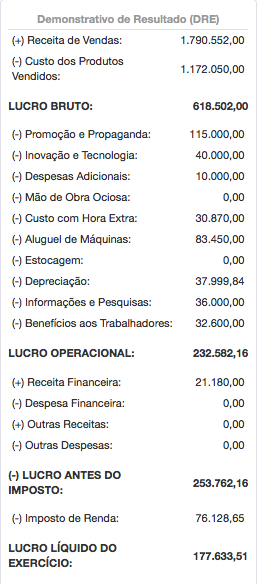 Demonstrativo de Resultado (DRE)
(+) Receita de Vendas: 1.790.552,00
(-) Custo dos Produtos
Vendidos: 1.172.050,00
LUCRO BRUTO: 618.502,00
(-) Promoção e Propaganda: 115.000,00
(-) Inovação e Tecnologia: 40.000,00
(-) Despesas Adicionais: 10.000,00
(-) Mão de Obra Ociosa: 0,00
(-) Custo com Hora Extra: 30.870,00
(-) Aluguel de Máquinas: 83.450,00
(-) Estocagem: 0,00
(-) Depreciação: 37.999,84
(-) Informações e Pesquisas: 36.000,00
(-) Benefícios aos Trabalhadores: 32.600,00
LUCRO OPERACIONAL: 232.582,16
(+) Receita Financeira: 21.180,00
(-) Despesa Financeira: 0,00
(+) Outras Receitas: 0,00
(-) Outras Despesas: 0,00
(-) LUCRO ANTES DO
IMPOSTO: 253.762,16
(-) Imposto de Renda: 76.128,65
LUCRO LÍQUIDO DO
EXERCÍCIO: 177.633,51